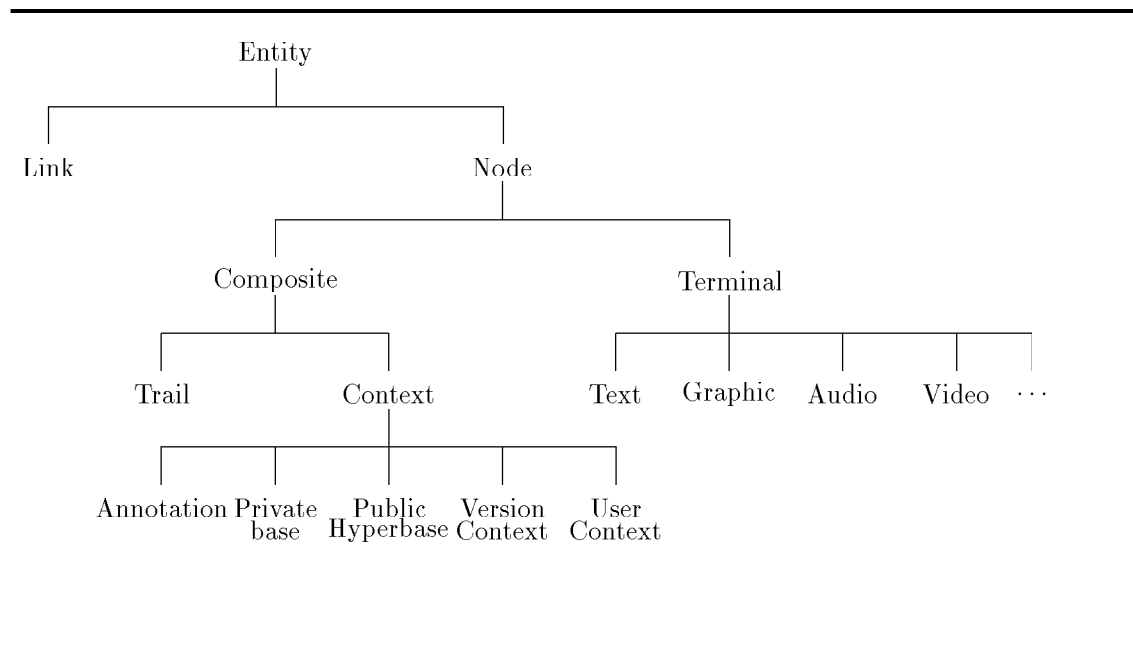 Entity
Link Node
Composite Terminal
Trail Context Text Graphic Audio Video ...
Annotation Private Public Version User
base Hyperbase Context Context